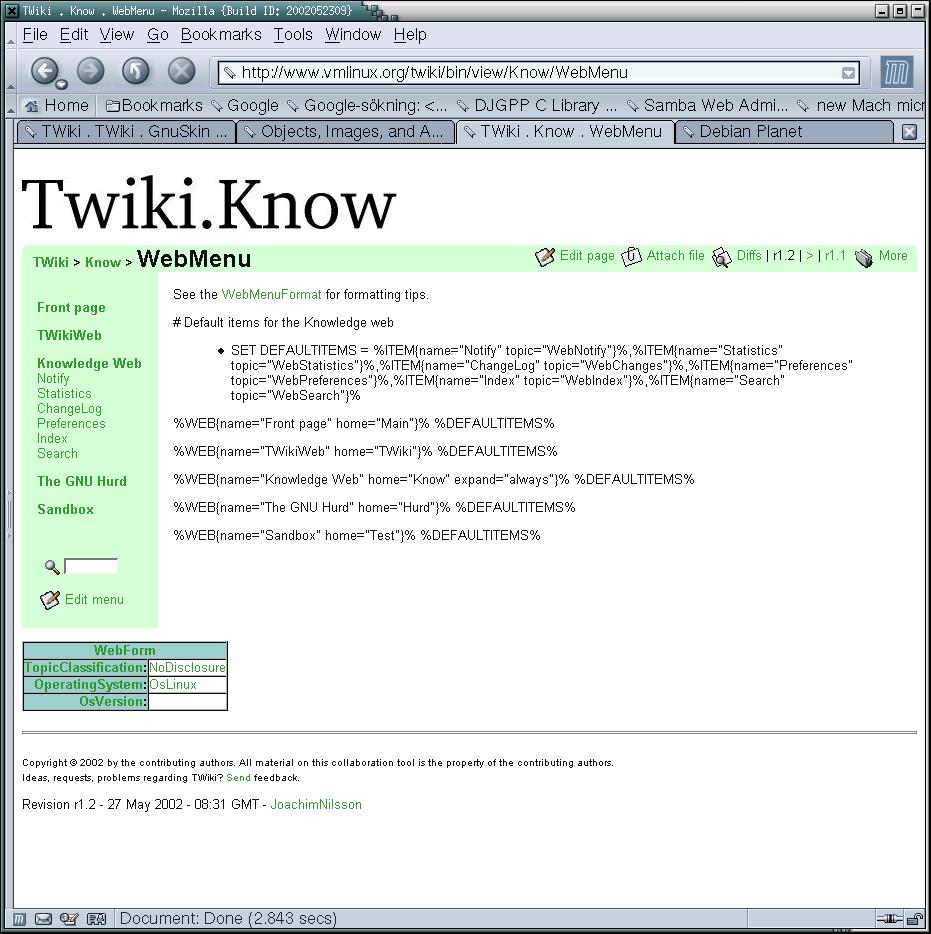 TWiki . Know . WebMenu - Mozilla {Build ID: 2002052309}
File Edit View Go Bookmarks Tools Window Help
http://www.vmlinux.org/twiki/bin/view/Know/WebMenu
Home Bookmarks Google Google-sökning: <... DJGPP C Library ... Samba Web Admi... new Mach micr
TWiki . TWiki . GnuSkin ... Objects, Images, and A... TWiki . Know . WebMenu Debian Planet
Twiki.Know
TWiki > Know > WebMenu Edit page Attach file Diffs | r1.2 | > | r1.1 More
Front page
TWikiWeb
Knowledge Web
Notify
Statistics
ChangeLog
Preferences
Index
Search
The GNU Hurd
Sandbox
Edit menu
See the WebMenuFormat for formatting tips.
# Default items for the Knowledge web
• SET DEFAULTITEMS = %ITEM{name="Notify" topic="WebNotify"}%,%ITEM{name="Statistics"
topic="WebStatistics"}%,%ITEM{name="ChangeLog" topic="WebChanges"}%,%ITEM{name="Preferences"
topic="WebPreferences"}%,%ITEM{name="Index" topic="WebIndex"}%,%ITEM{name="Search"
topic="WebSearch"}%
%WEB{name="Front page" home="Main"}% %DEFAULTITEMS%
%WEB{name="TWikiWeb" home="TWiki"}% %DEFAULTITEMS%
%WEB{name="Knowledge Web" home="Know" expand="always"}% %DEFAULTITEMS%
%WEB{name="The GNU Hurd" home="Hurd"}% %DEFAULTITEMS%
%WEB{name="Sandbox" home="Test"}% %DEFAULTITEMS%
WebForm
TopicClassification: NoDisclosure
OperatingSystem: OsLinux
OsVersion:
Copyright © 2002 by the contributing authors. All material on this collaboration tool is the property of the contributing authors.
Ideas, requests, problems regarding TWiki? Send feedback.
Revision r1.2 - 27 May 2002 - 08:31 GMT - JoachimNilsson
Document: Done (2.843 secs)